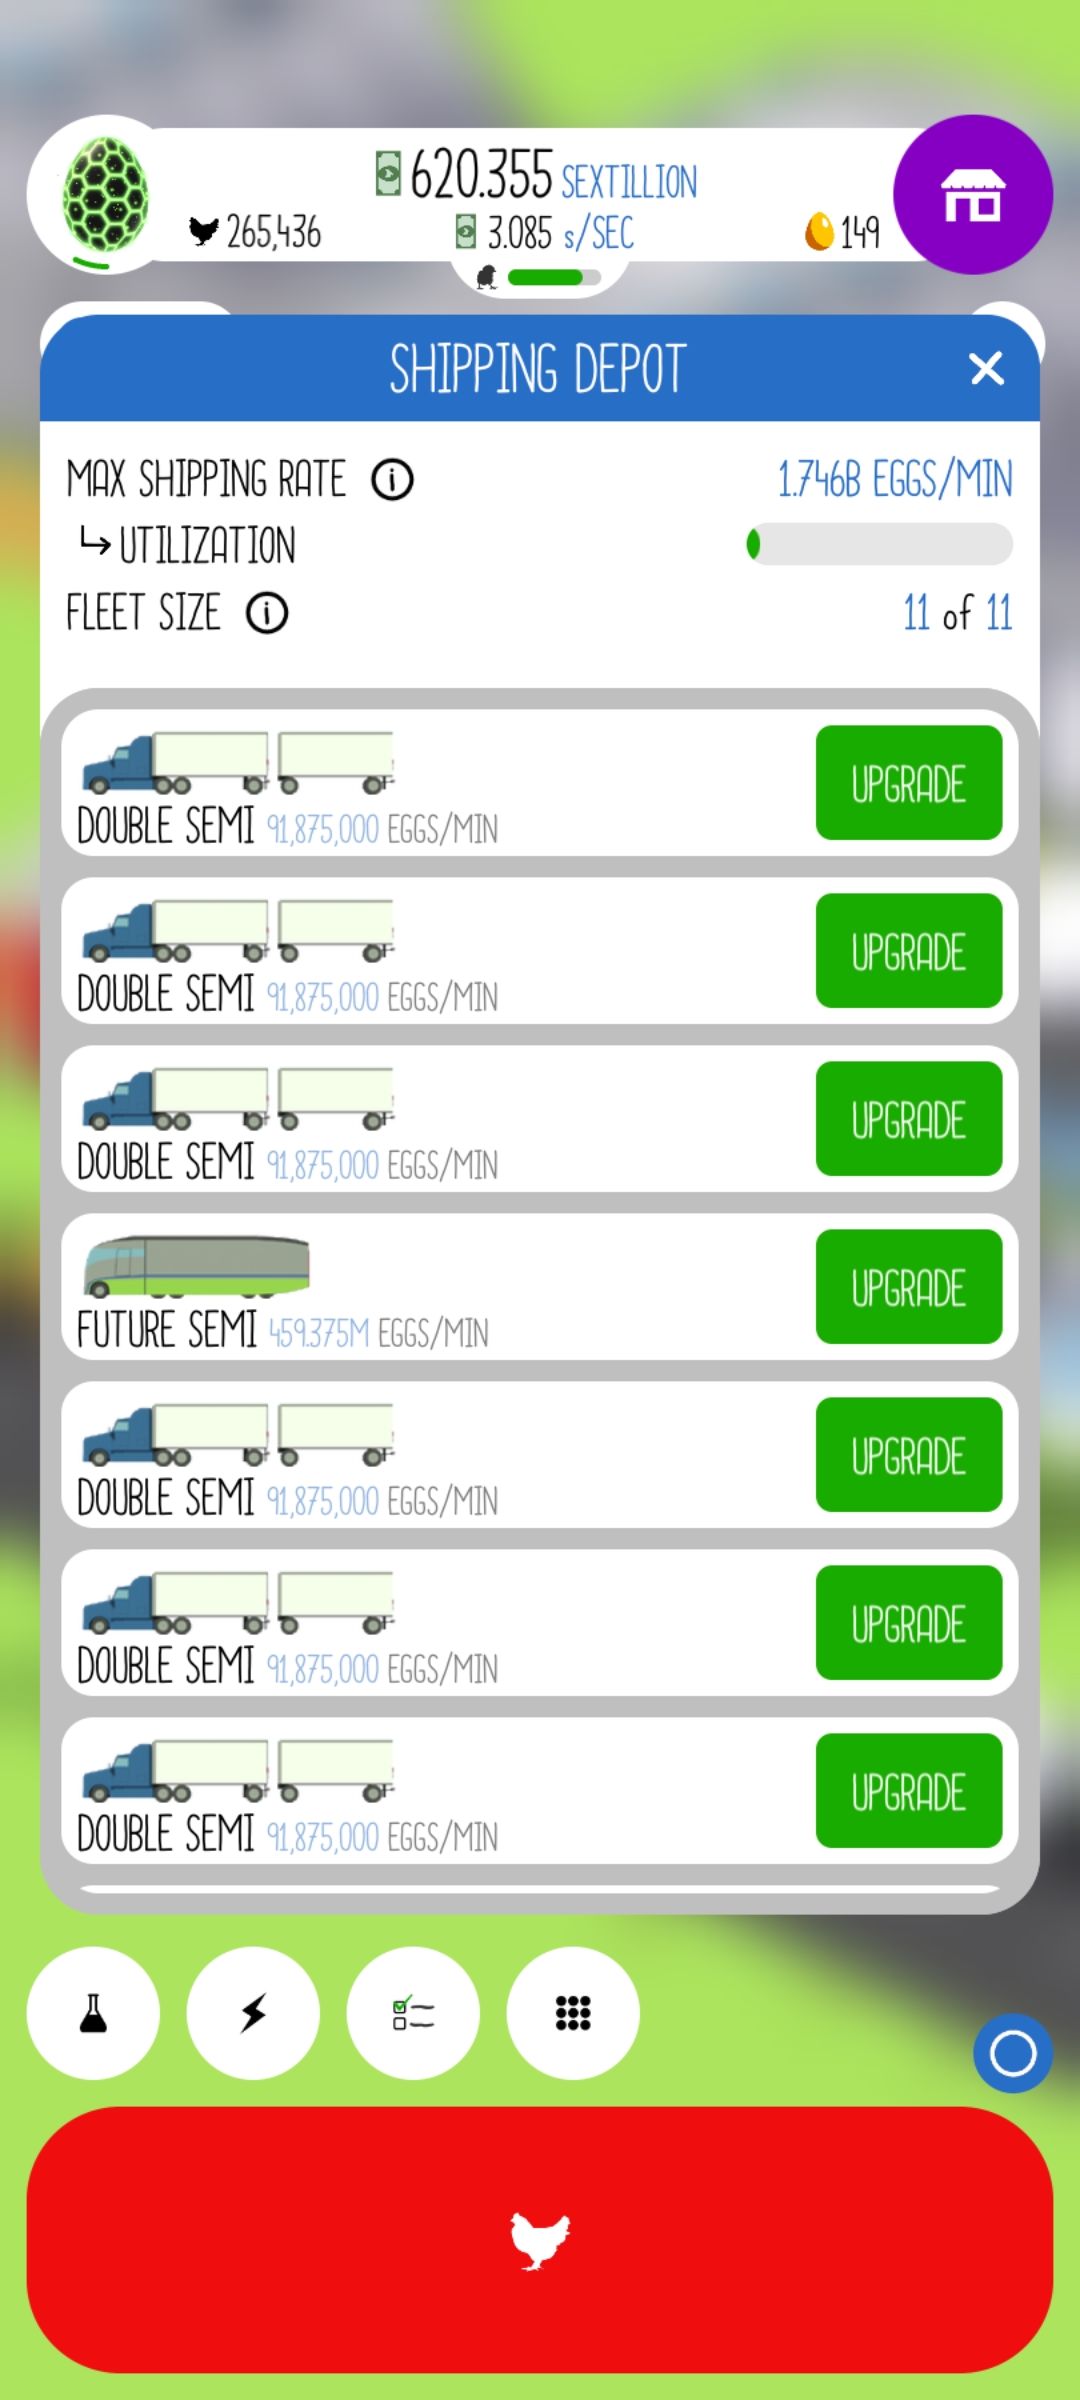 620.355 SEXTILLION
265,436 3.085 s/SEC 149
SHIPPING DEPOT
MAX SHIPPING RATE 1.746B EGGS/MIN
UTILIZATION
FLEET SIZE 11 of 11
UPGRADE
DOUBLE SEMI 91,875,000 EGGS/MIN
UPGRADE
DOUBLE SEMI 91,875,000 EGGS/MIN
UPGRADE
DOUBLE SEMI 91,875,000 EGGS/MIN
UPGRADE
FUTURE SEMI 459.375M EGGS/MIN
UPGRADE
DOUBLE SEMI 91,875,000 EGGS/MIN
UPGRADE
DOUBLE SEMI 91,875,000 EGGS/MIN
UPGRADE
DOUBLE SEMI 91,875,000 EGGS/MIN